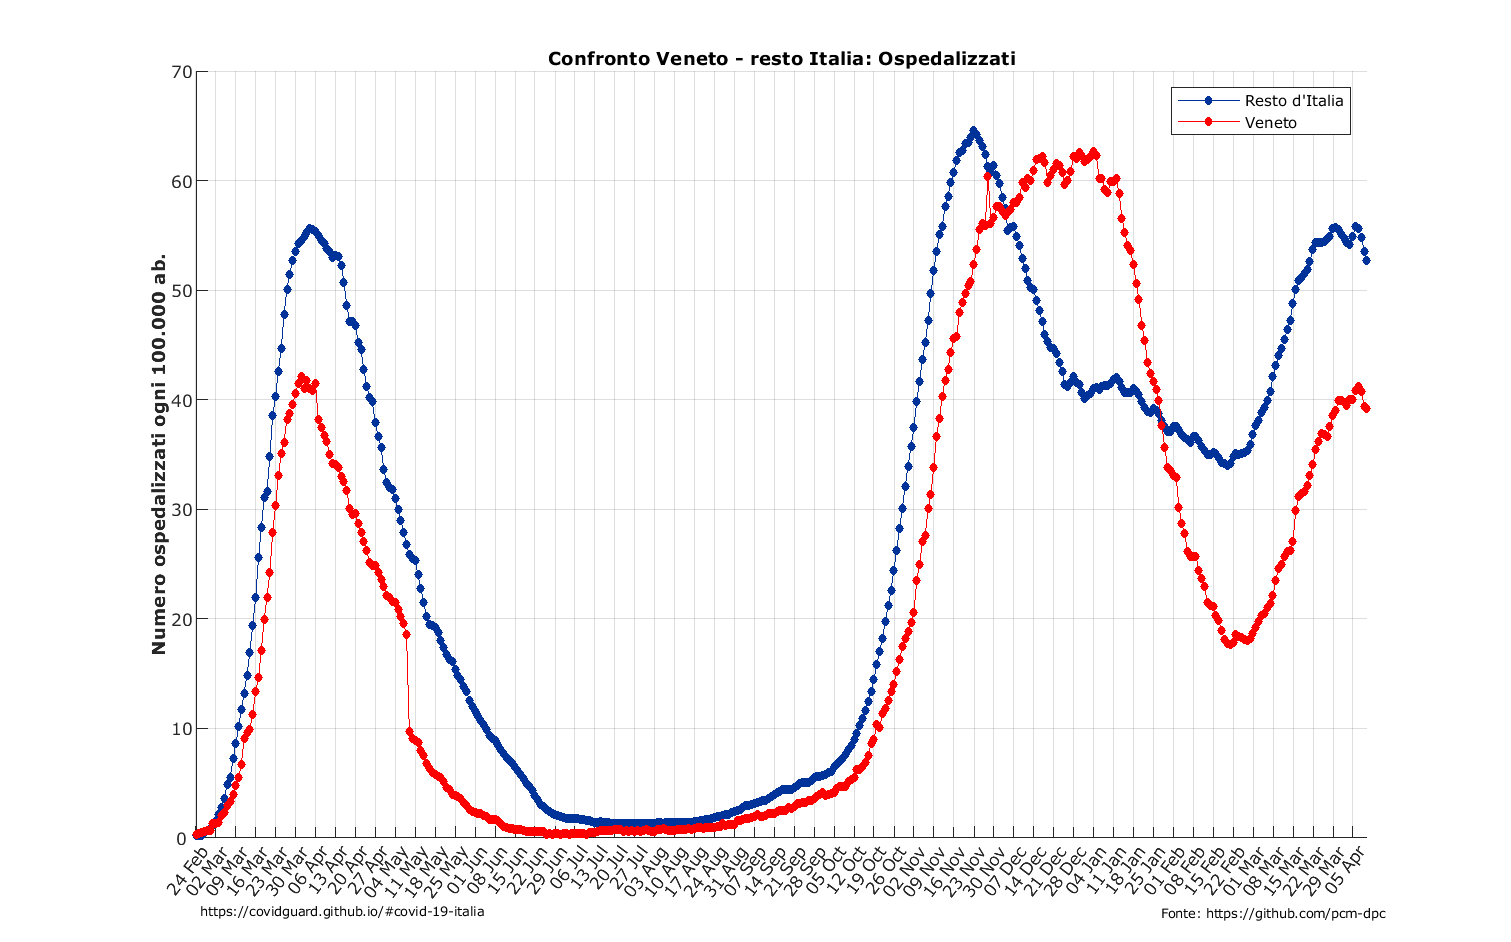 Confronto Veneto - resto Italia: Ospedalizzati
Resto d'Italia
Veneto
Numero ospedalizzati ogni 100.000 ab.
70
60
50
40
30
20
10
0
24 Feb
02 Mar
09 Mar
16 Mar
23 Mar
30 Mar
06 Apr
13 Apr
20 Apr
27 Apr
04 May
11 May
18 May
25 May
01 Jun
08 Jun
15 Jun
22 Jun
29 Jun
06 Jul
13 Jul
20 Jul
27 Jul
03 Aug
10 Aug
17 Aug
24 Aug
31 Aug
07 Sep
14 Sep
21 Sep
28 Sep
05 Oct
12 Oct
19 Oct
26 Oct
02 Nov
09 Nov
16 Nov
23 Nov
30 Nov
07 Dec
14 Dec
21 Dec
28 Dec
04 Jan
11 Jan
18 Jan
25 Jan
01 Feb
08 Feb
15 Feb
22 Feb
01 Mar
08 Mar
15 Mar
22 Mar
29 Mar
05 Apr
https://covidguard.github.io/#covid-19-italia
Fonte: https://github.com/pcm-dpc